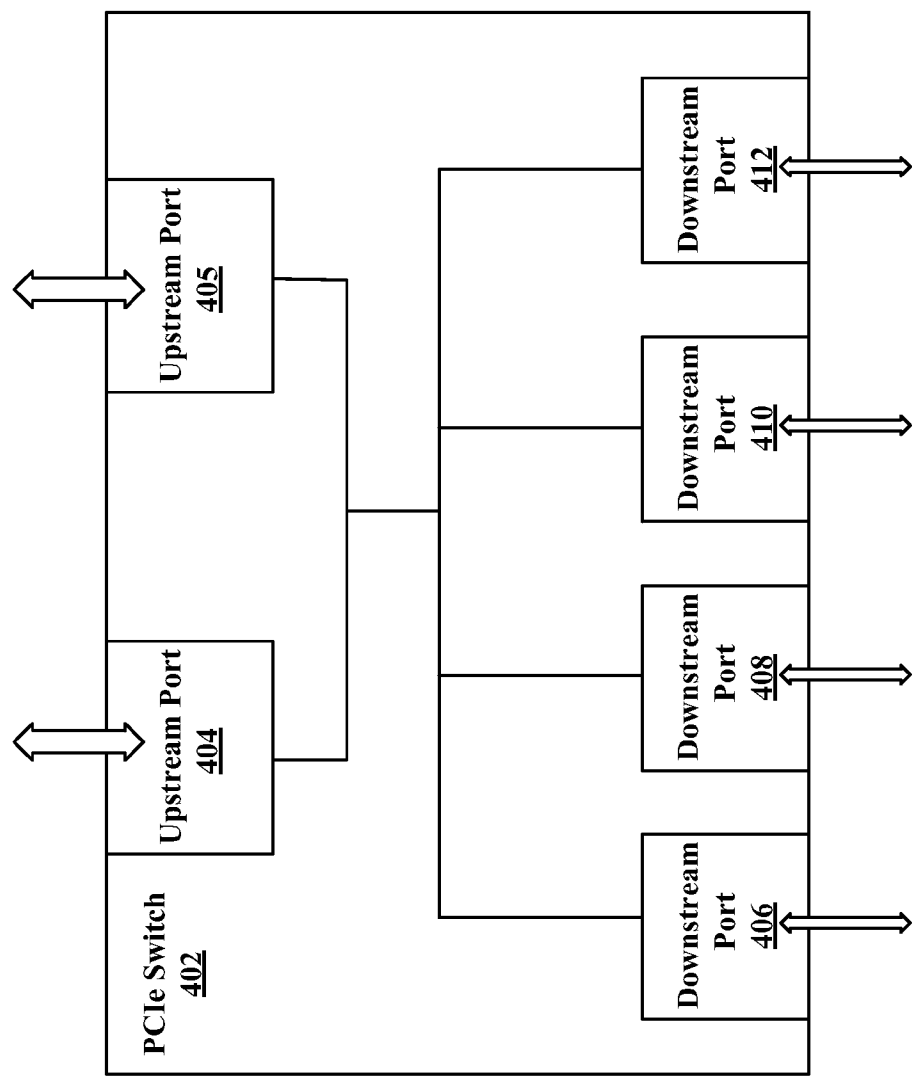 PCIe Switch
402
Upstream Port
404
Upstream Port
405
Downstream
Port
406
Downstream
Port
408
Downstream
Port
410
Downstream
Port
412